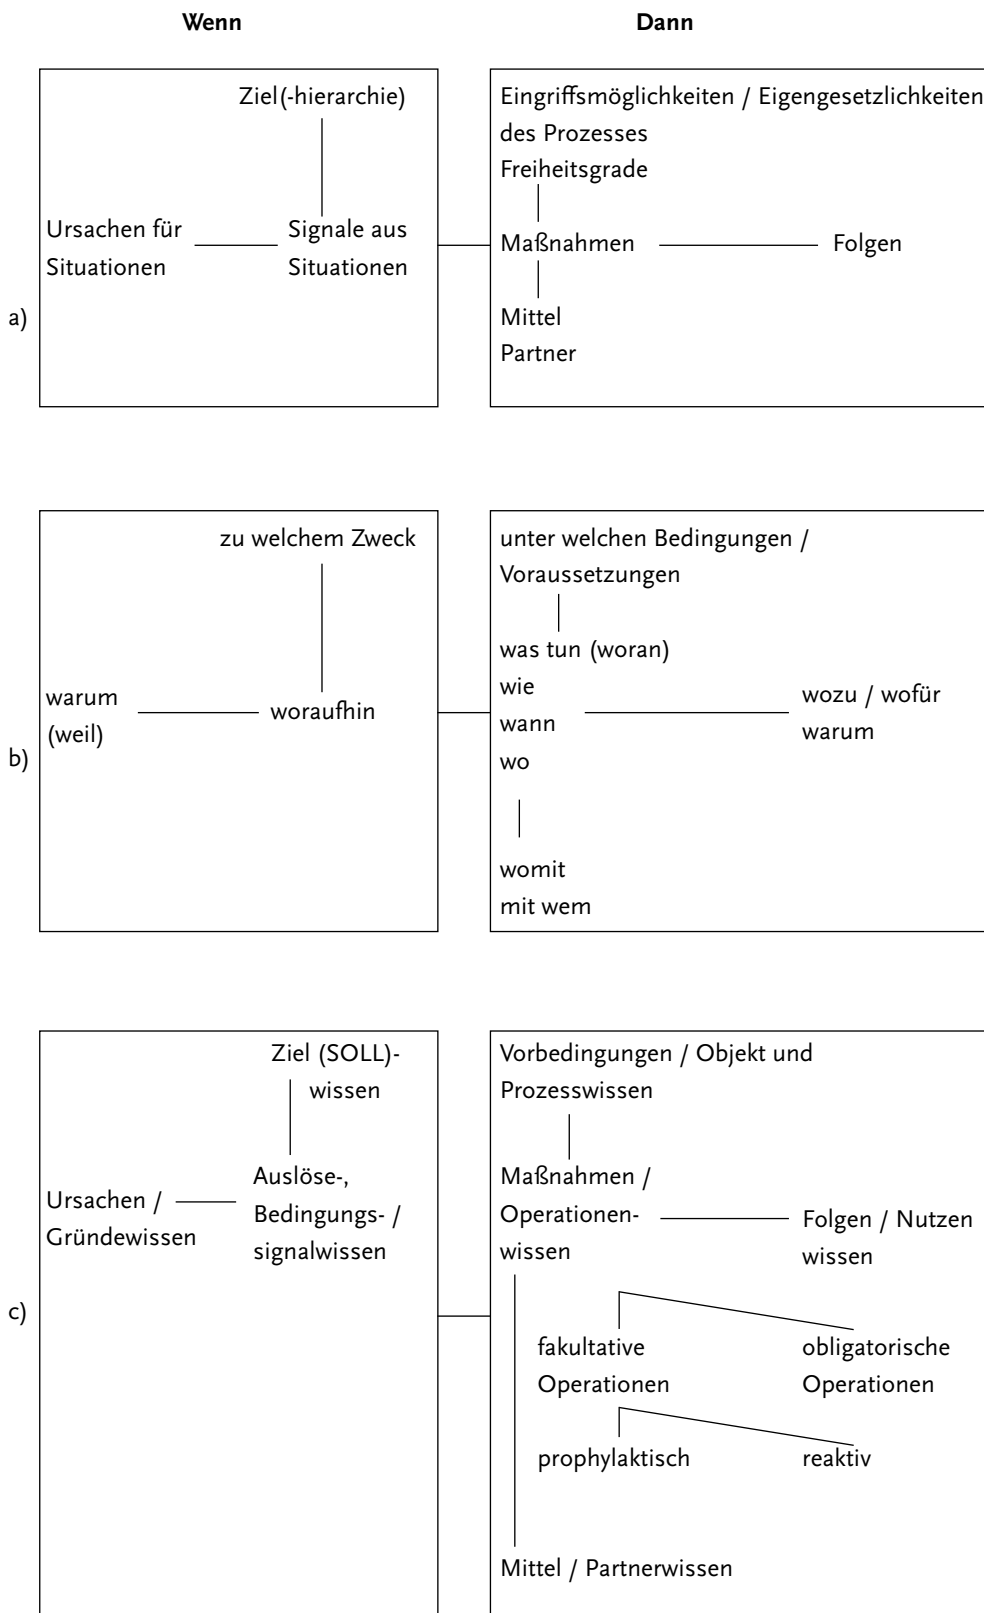 Wenn
Dann
a)
Ziel(-hierarchie)
Ursachen für
Situationen
Signale aus
Situationen
Eingriffsmöglichkeiten / Eigengesetzlichkeiten
des Prozesses
Freiheitsgrade
Maßnahmen
Folgen
Mittel
Partner
b)
zu welchem Zweck
warum
(weil)
woraufhin
unter welchen Bedingungen /
Voraussetzungen
was tun (woran)
wie
wann
wo
wozu / wofür
warum
womit
mit wem
c)
Ziel (SOLL)-
wissen
Ursachen /
Gründewissen
Auslöse-,
Bedingungs- /
signalwissen
Vorbedingungen / Objekt und
Prozesswissen
Maßnahmen /
Operationen-
wissen
Folgen / Nutzen
wissen
fakultative
Operationen
obligatorische
Operationen
prophylaktisch
reaktiv
Mittel / Partnerwissen